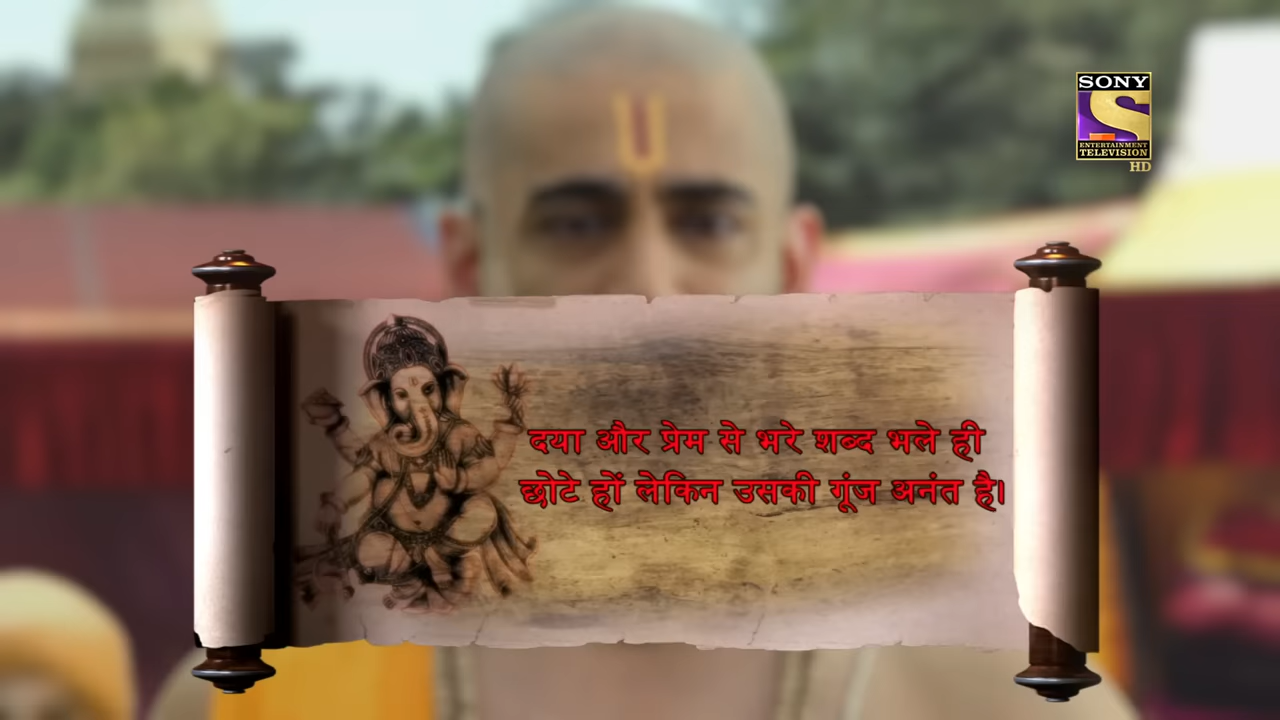 SONY
ENTERTAINMENT
TELEVISION
HD
दया और प्रेम से भरे शब्द भले ही
छोटे हों लेकिन उसकी गूंज अनंत है।